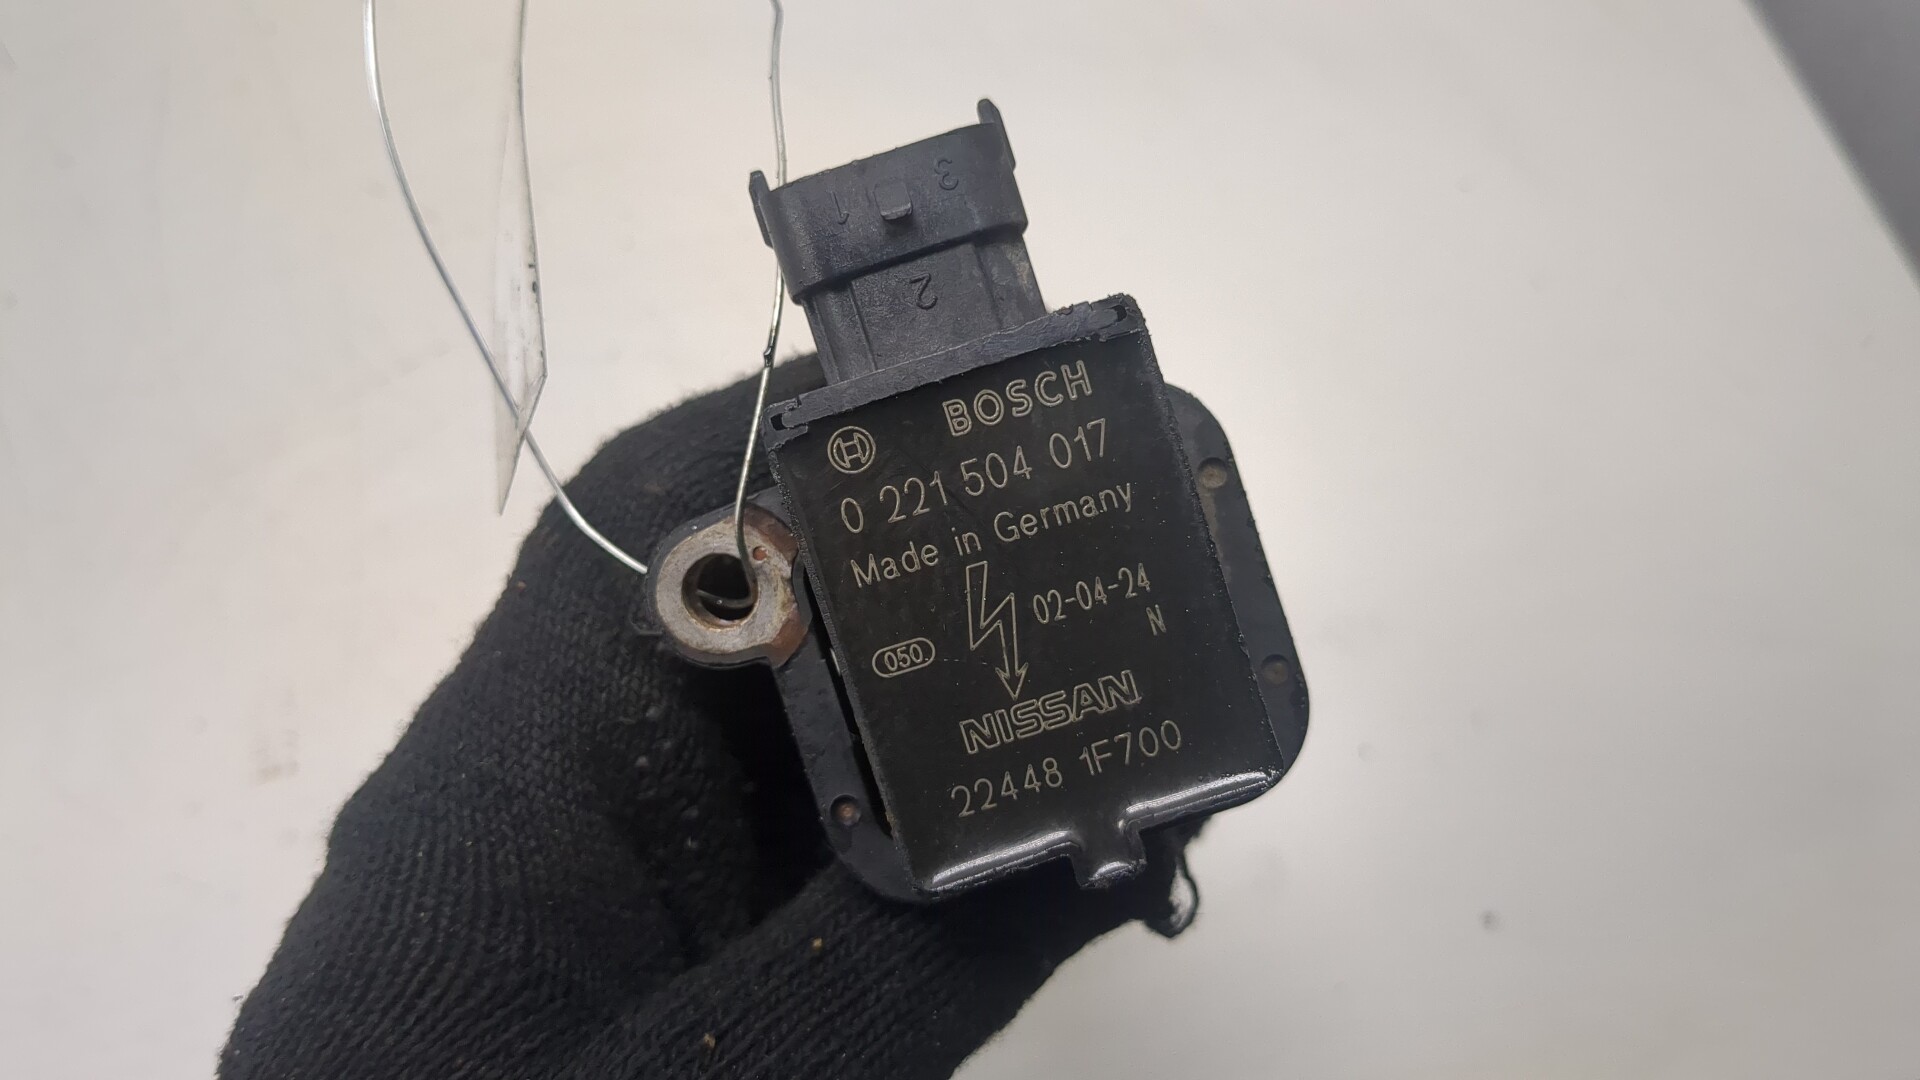 1 3
2
BOSCH
0 221 504 017
Made in Germany
02-04-24
N
050
NISSAN
22448 1F700